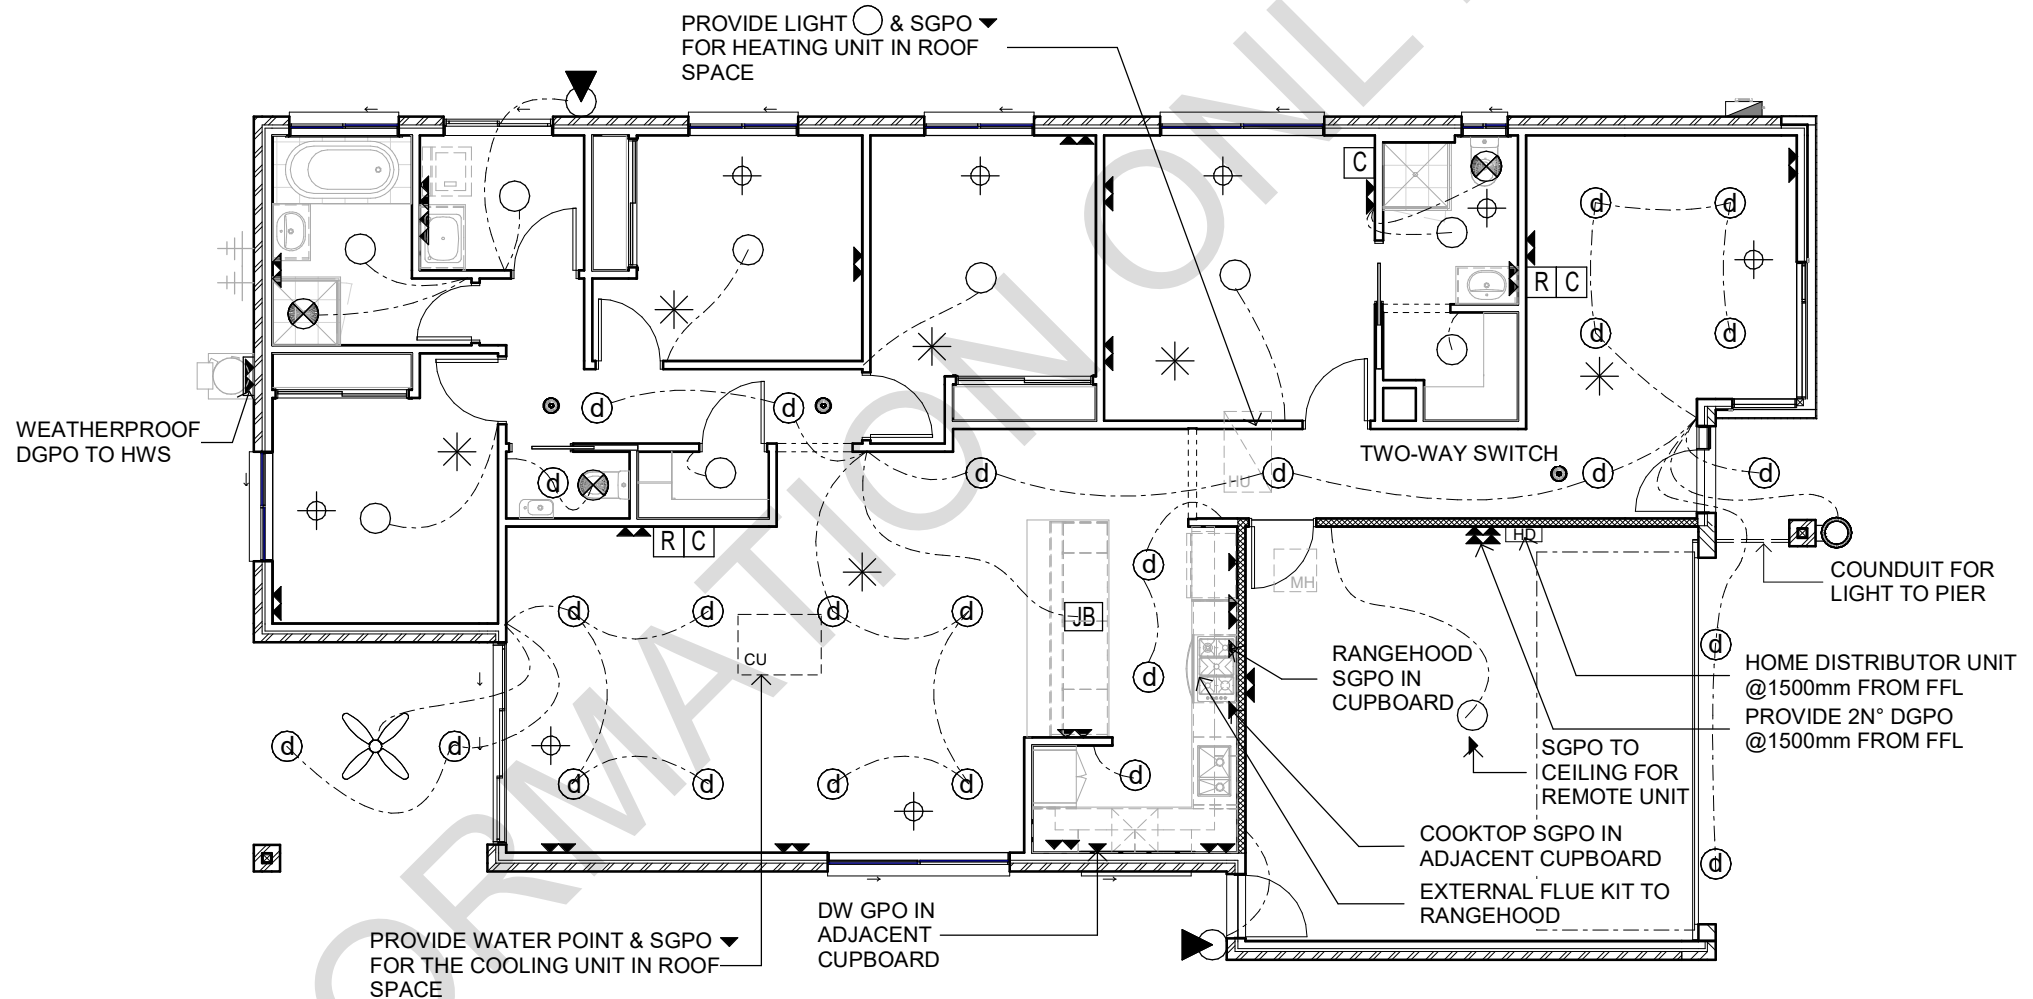 PROVIDE LIGHT & SGPO
FOR HEATING UNIT IN ROOF
SPACE
C
R C
d d
d d
WEATHERPROOF
DGPO TO HWS
d d
TWO-WAY SWITCH
d
d d d d
HU
R C
HD
MH
COUNDUIT FOR
LIGHT TO PIER
d
d d d d
JB
CU
d
d
RANGEHOOD
SGPO IN
CUPBOARD
HOME DISTRIBUTOR UNIT
@1500mm FROM FFL
PROVIDE 2N° DGPO
@1500mm FROM FFL
SGPO TO
CEILING FOR
REMOTE UNIT
d d
d d d d
d
COOKTOP SGPO IN
ADJACENT CUPBOARD
d
EXTERNAL FLUE KIT TO
RANGEHOOD
DW GPO IN
ADJACENT
CUPBOARD
PROVIDE WATER POINT & SGPO
FOR THE COOLING UNIT IN ROOF
SPACE
ORMATION ONL